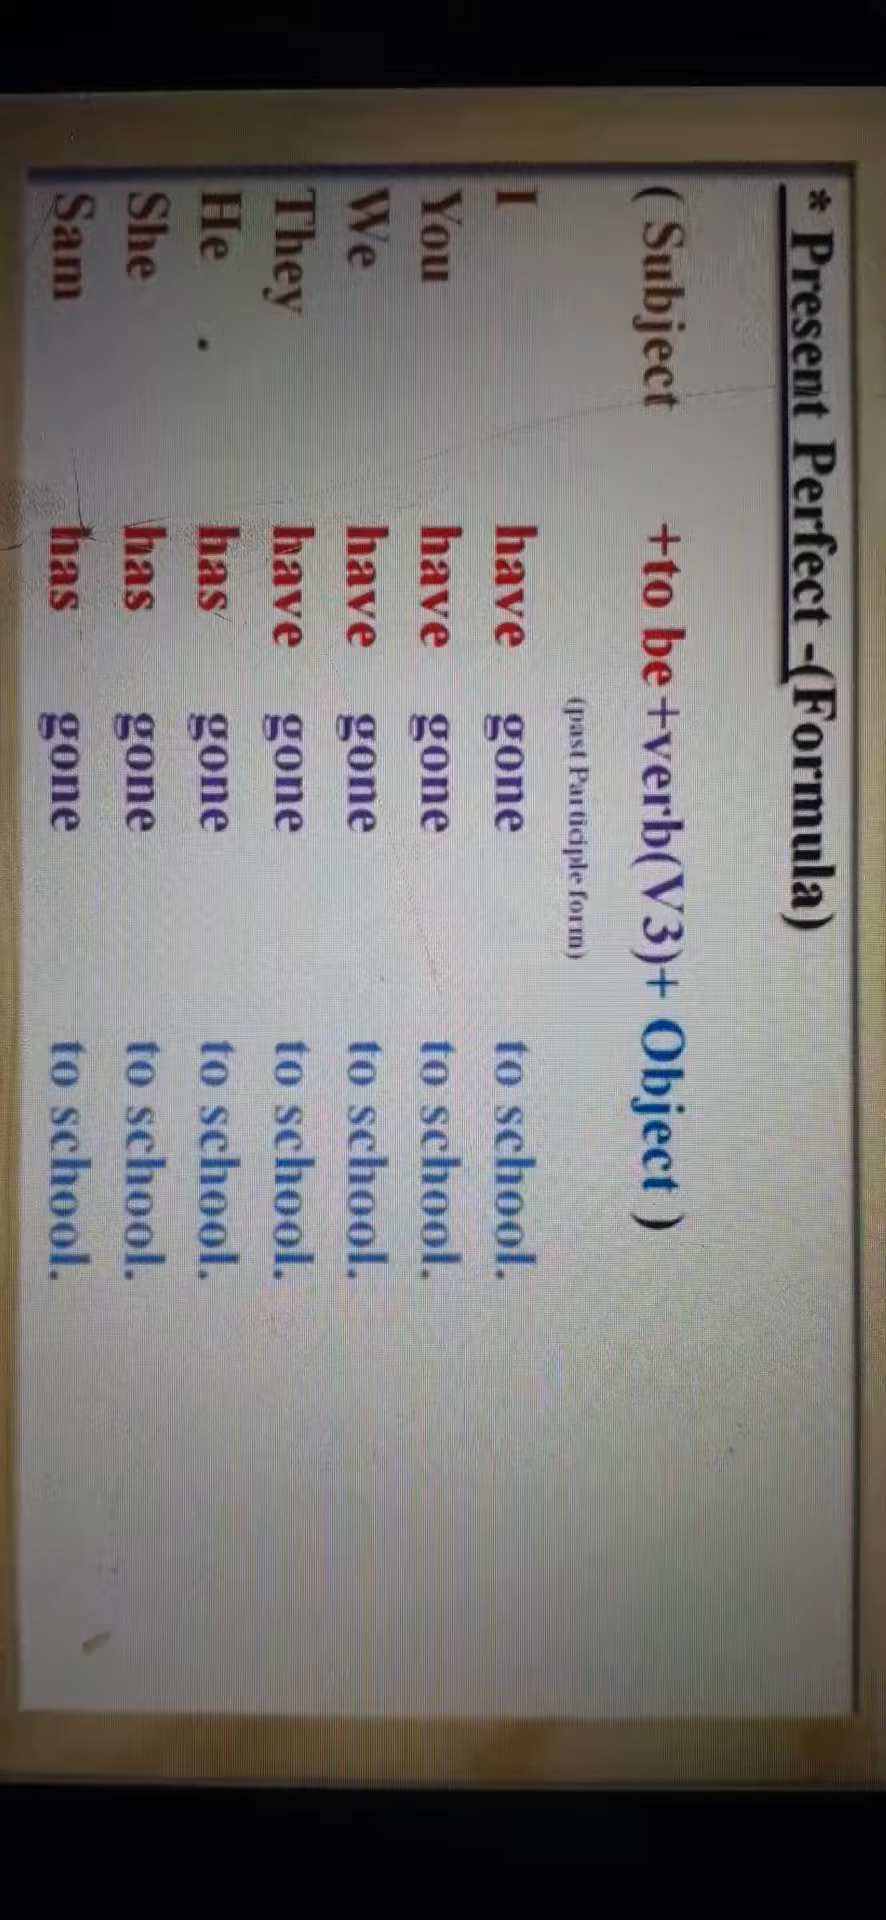 * Present Perfect -(Formula)
( Subject +to be +verb(V3)+ Object )
(past Participle form)
I have gone to school.
You have gone to school.
We have gone to school.
They have gone to school.
He has gone to school.
She has gone to school.
Sam has gone to school.